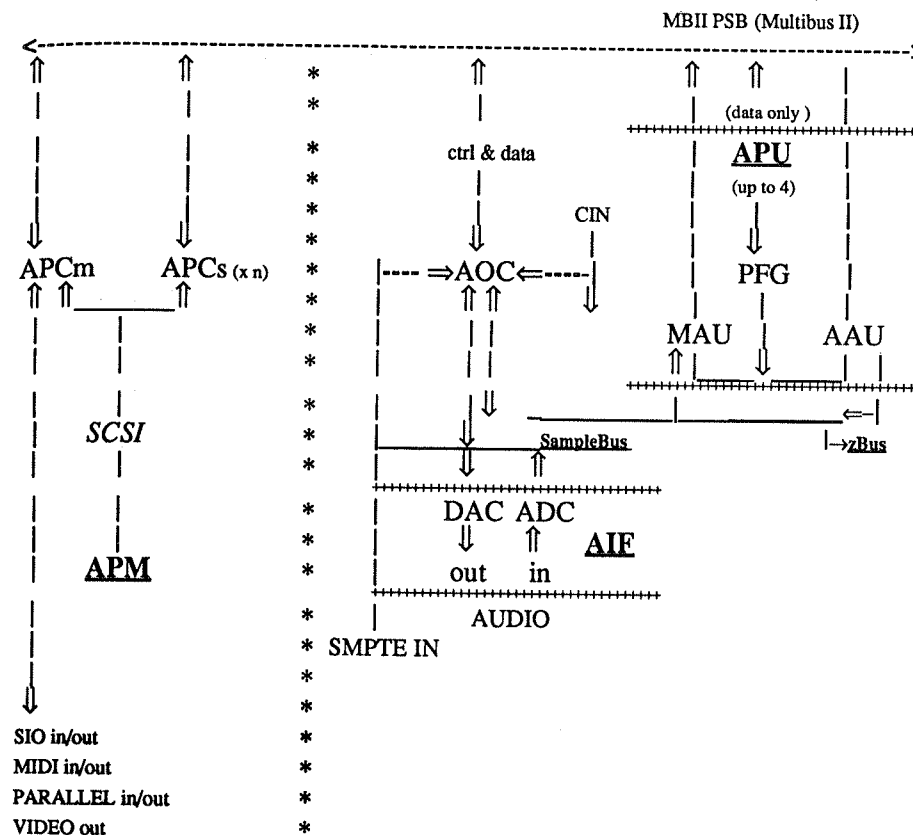 MBII PSB (Multibus II)
(data only )
APU
ctrl & data
(up to 4)
CIN
APCm APCs (x n) AOC PFG
MAU AAU
SCSI
SampleBus zBus
DAC ADC
APM AIF
out in
AUDIO
SMPTE IN
SIO in/out
MIDI in/out
PARALLEL in/out
VIDEO out